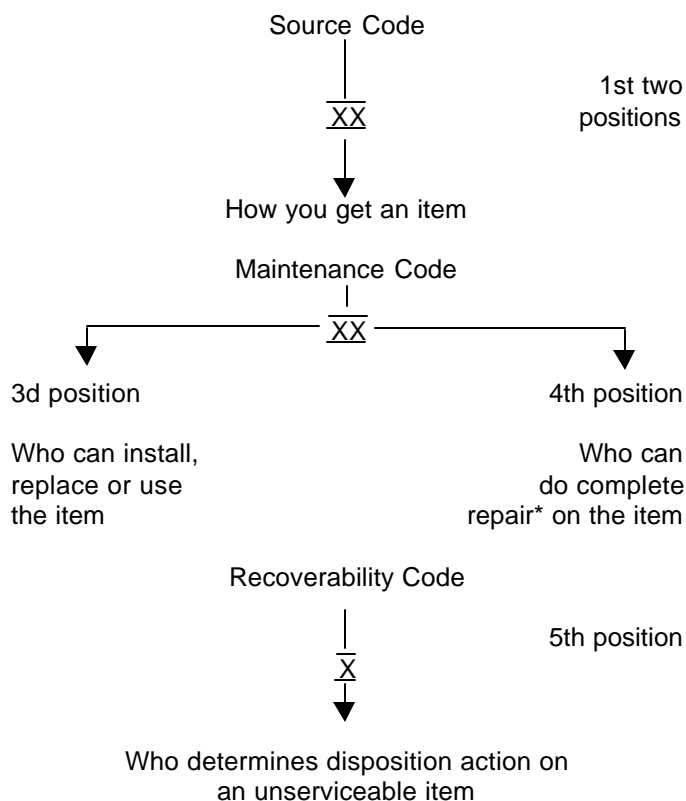 Source Code
1st two
positions
XX
How you get an item
Maintenance Code
XX
3d position
4th position
Who can install,
replace or use
the item
Who can
do complete
repair* on the item
Recoverability Code
5th position
X
Who determines disposition action on
an unserviceable item